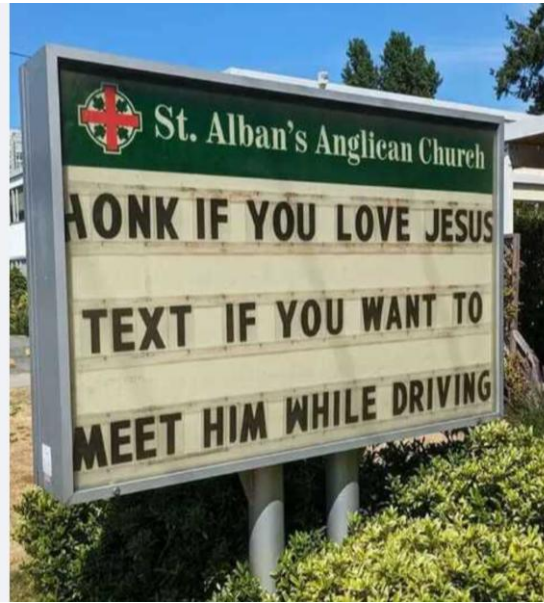 St. Alban's Anglican Church
HONK IF YOU LOVE JESUS
TEXT IF YOU WANT TO
MEET HIM WHILE DRIVING